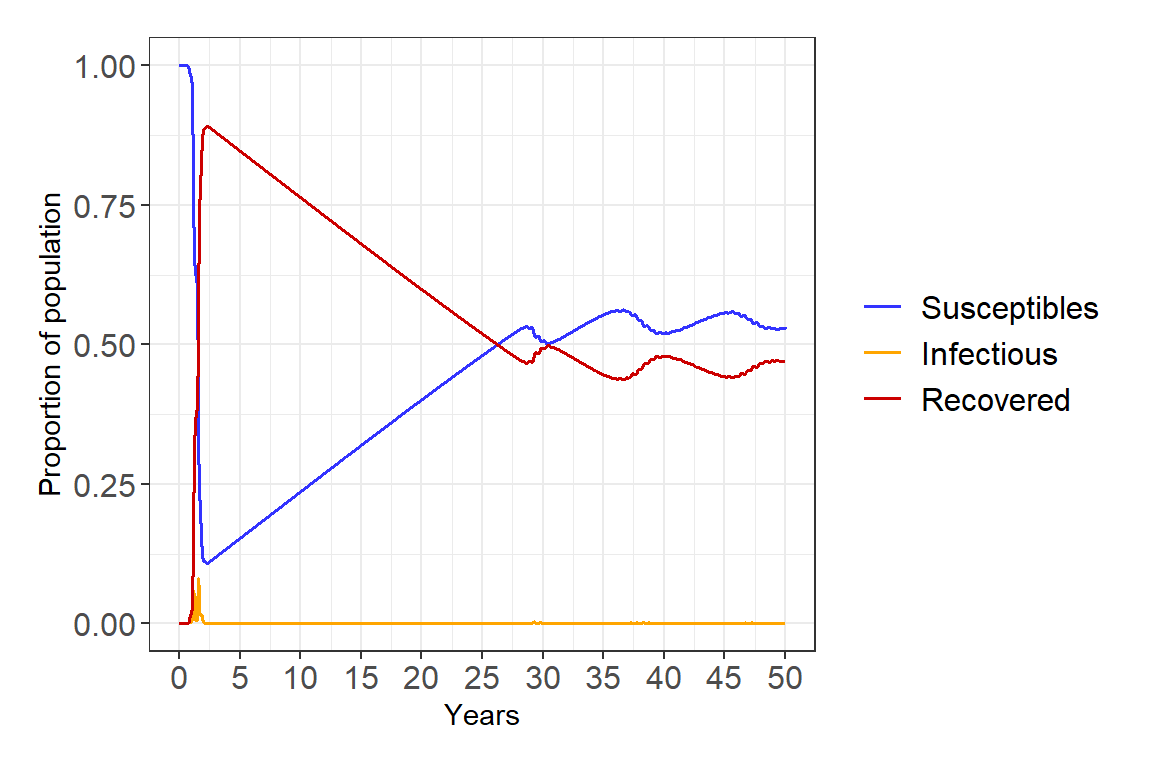 Proportion of population
1.00
0.75
0.50
0.25
0.00
0 5 10 15 20 25 30 35 40 45 50
Years
Susceptibles
Infectious
Recovered